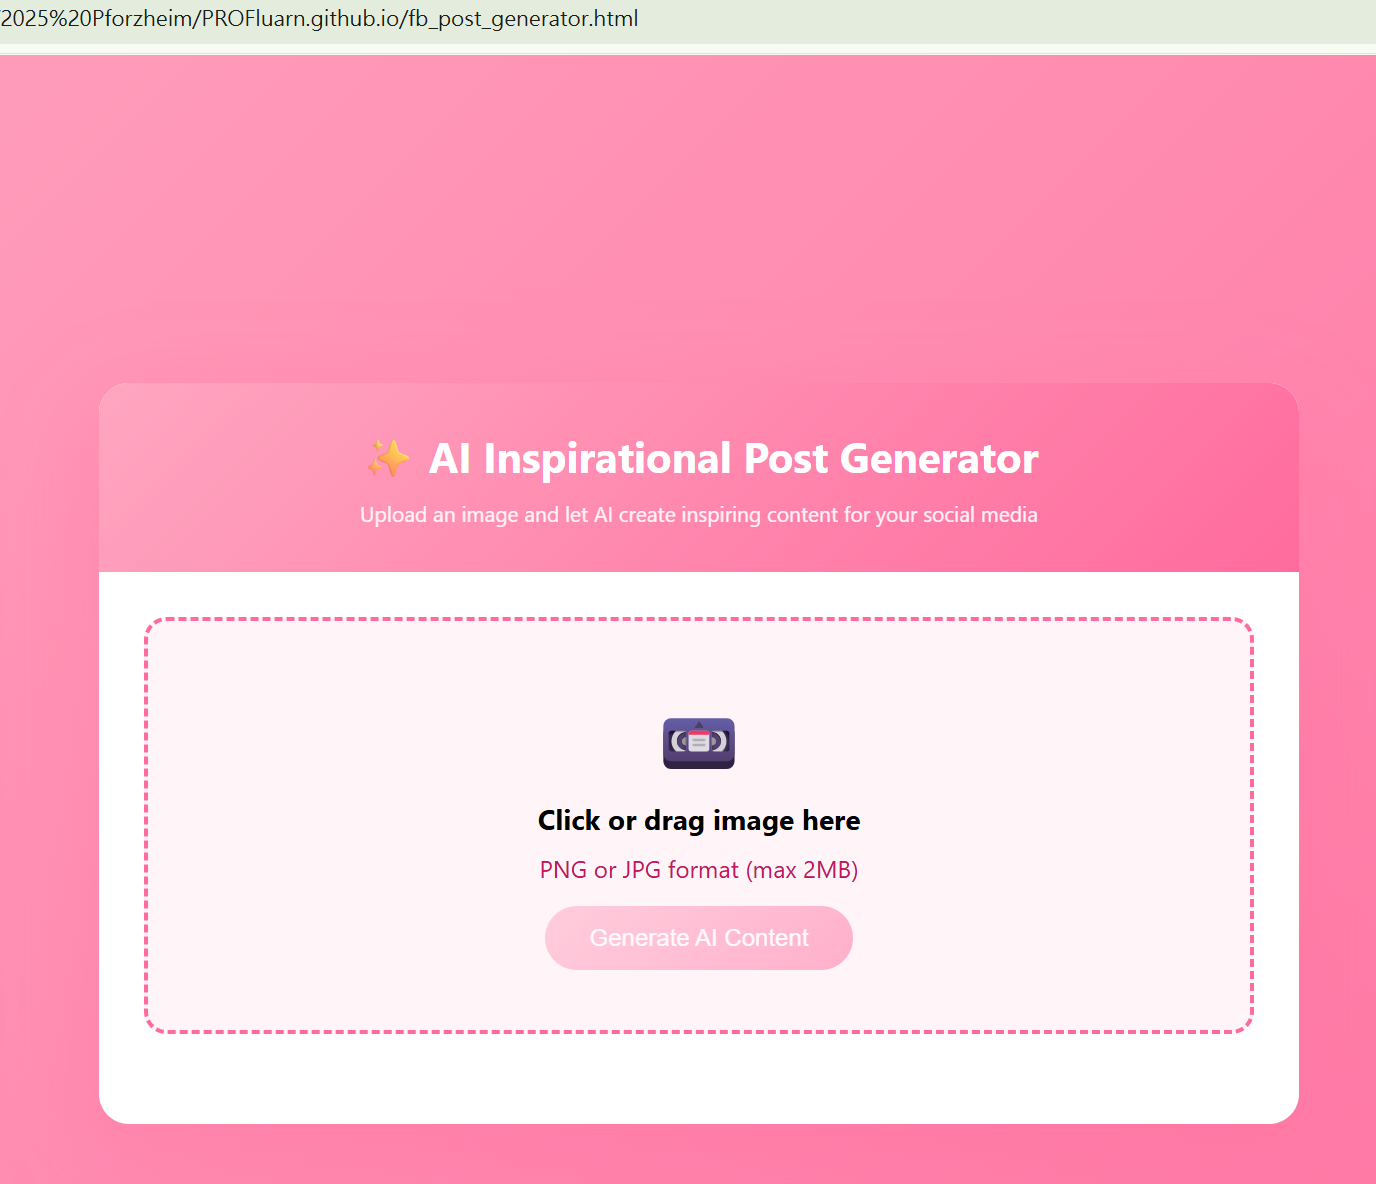 /2025%20Pforzheim/PROFluarn.github.io/fb_post_generator.html
✨ AI Inspirational Post Generator
Upload an image and let AI create inspiring content for your social media
Click or drag image here
PNG or JPG format (max 2MB)
Generate AI Content